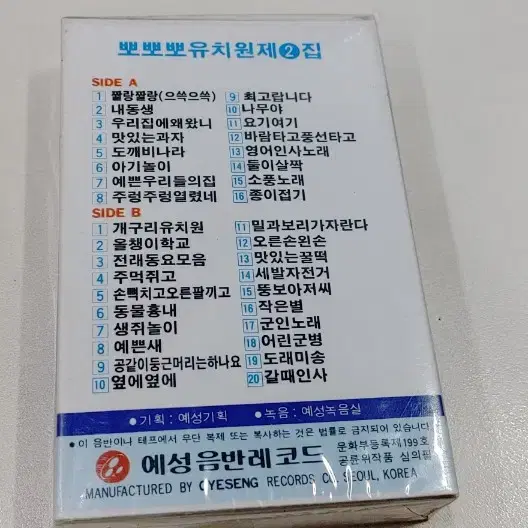 뽀뽀뽀유치원제2집
SIDE A
1 짤랑짤랑(으쓱으쓱)
2 내동생
3 우리집에왜왔니
4 맛있는과자
5 도깨비나라
6 아기놀이
7 예쁜우리들의집
8 주렁주렁열렸네
9 최고랍니다
10 나무야
11 요기여기
12 바람타고풍선타고
13 영어인사노래
14 둘이살짝
15 소풍노래
16 종이접기
SIDE B
1 개구리유치원
2 올챙이학교
3 전래동요모음
4 주먹쥐고
5 손뼉치고오른팔끼고
6 동물흉내
7 생쥐놀이
8 예쁜새
9 공같이둥근머리는하나요
10 옆에옆에
11 밀과보리가자란다
12 오른손왼손
13 맛있는꿀떡
14 세발자전거
15 뚱보아저씨
16 작은별
17 군인노래
18 어린군병
19 도래미송
20 갈때인사
• 기획 : 예성기획 • 녹음 : 예성녹음실
• 이 음반이나 테프에서 무단 복제 또는 복사하는 것은 법률로 금지되어 있습니다.
예성음반레코드
문화부등록제199호
공륜위작품 심의필
MANUFACTURED BY OYESENG RECORDS CO. SEOUL, KOREA